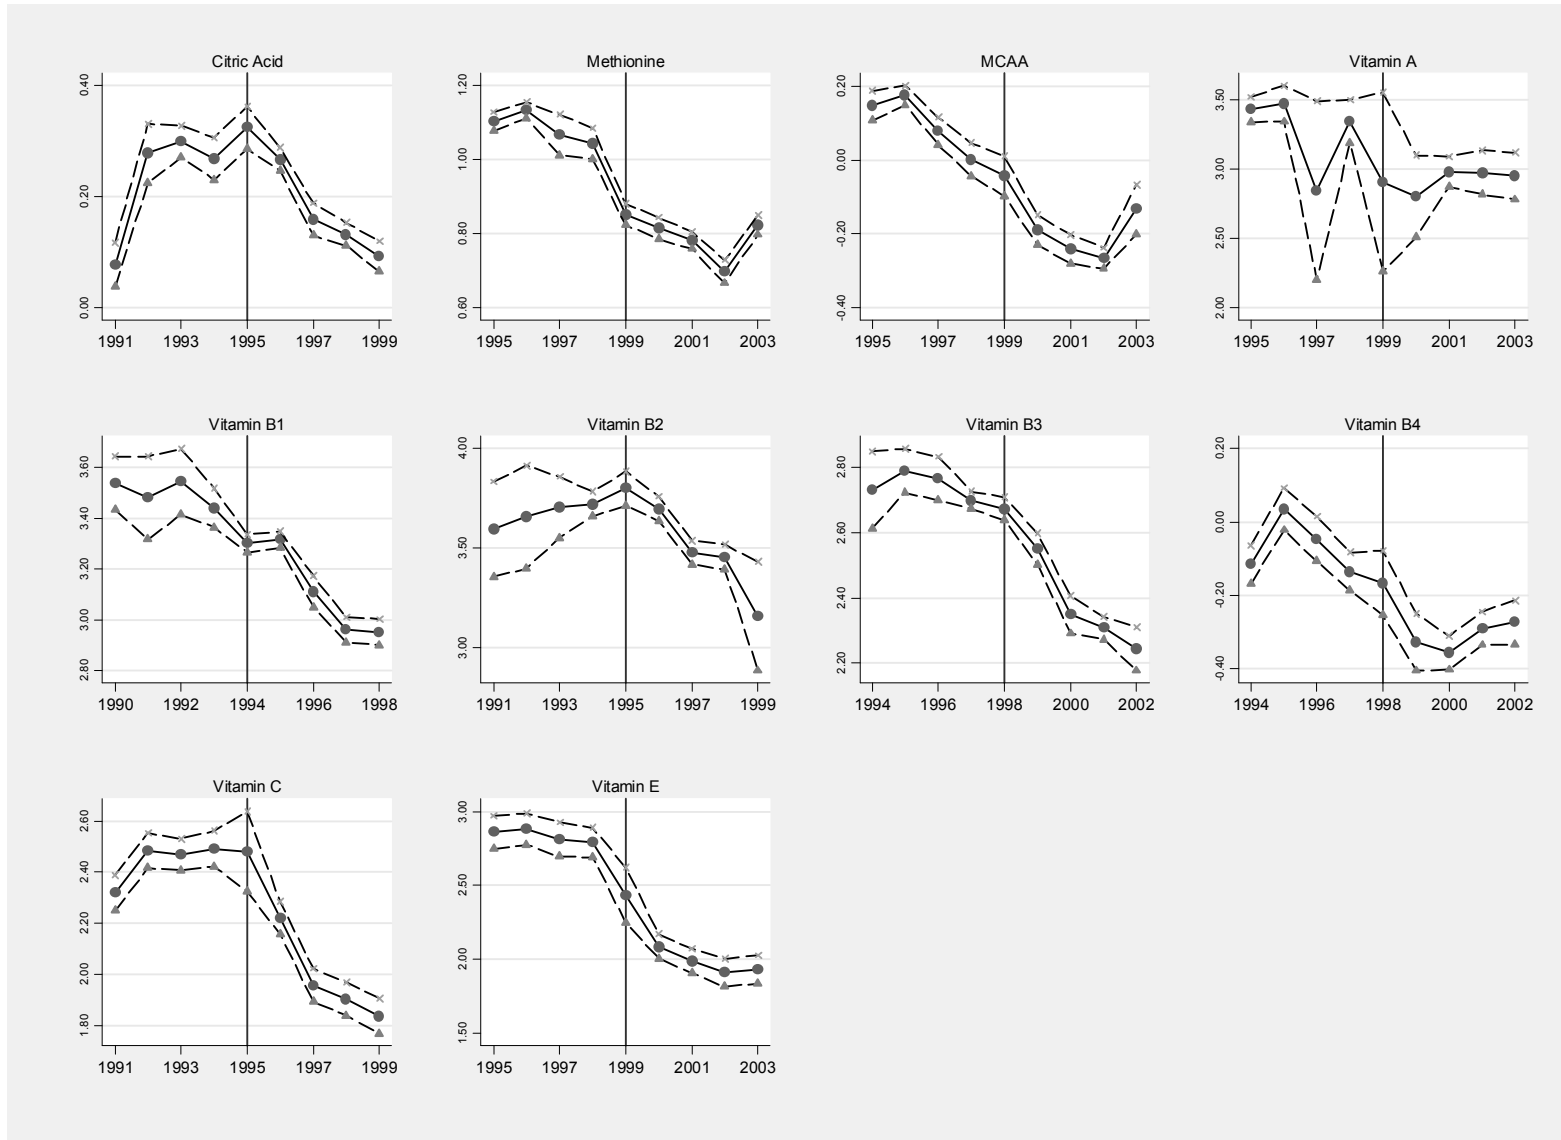 Citric Acid
0.00 0.20 0.40
1991 1993 1995 1997 1999
Methionine
0.60 0.80 1.00 1.20
1995 1997 1999 2001 2003
MCAA
-0.40 -0.20 0.00 0.20
1995 1997 1999 2001 2003
Vitamin A
2.00 2.50 3.00 3.50
1995 1997 1999 2001 2003
Vitamin B1
2.80 3.00 3.20 3.40 3.60
1990 1992 1994 1996 1998
Vitamin B2
3.00 3.50 4.00
1991 1993 1995 1997 1999
Vitamin B3
2.20 2.40 2.60 2.80
1994 1996 1998 2000 2002
Vitamin B4
-0.40 -0.20 0.00 0.20
1994 1996 1998 2000 2002
Vitamin C
1.80 2.00 2.20 2.40 2.60
1991 1993 1995 1997 1999
Vitamin E
1.50 2.00 2.50 3.00
1995 1997 1999 2001 2003